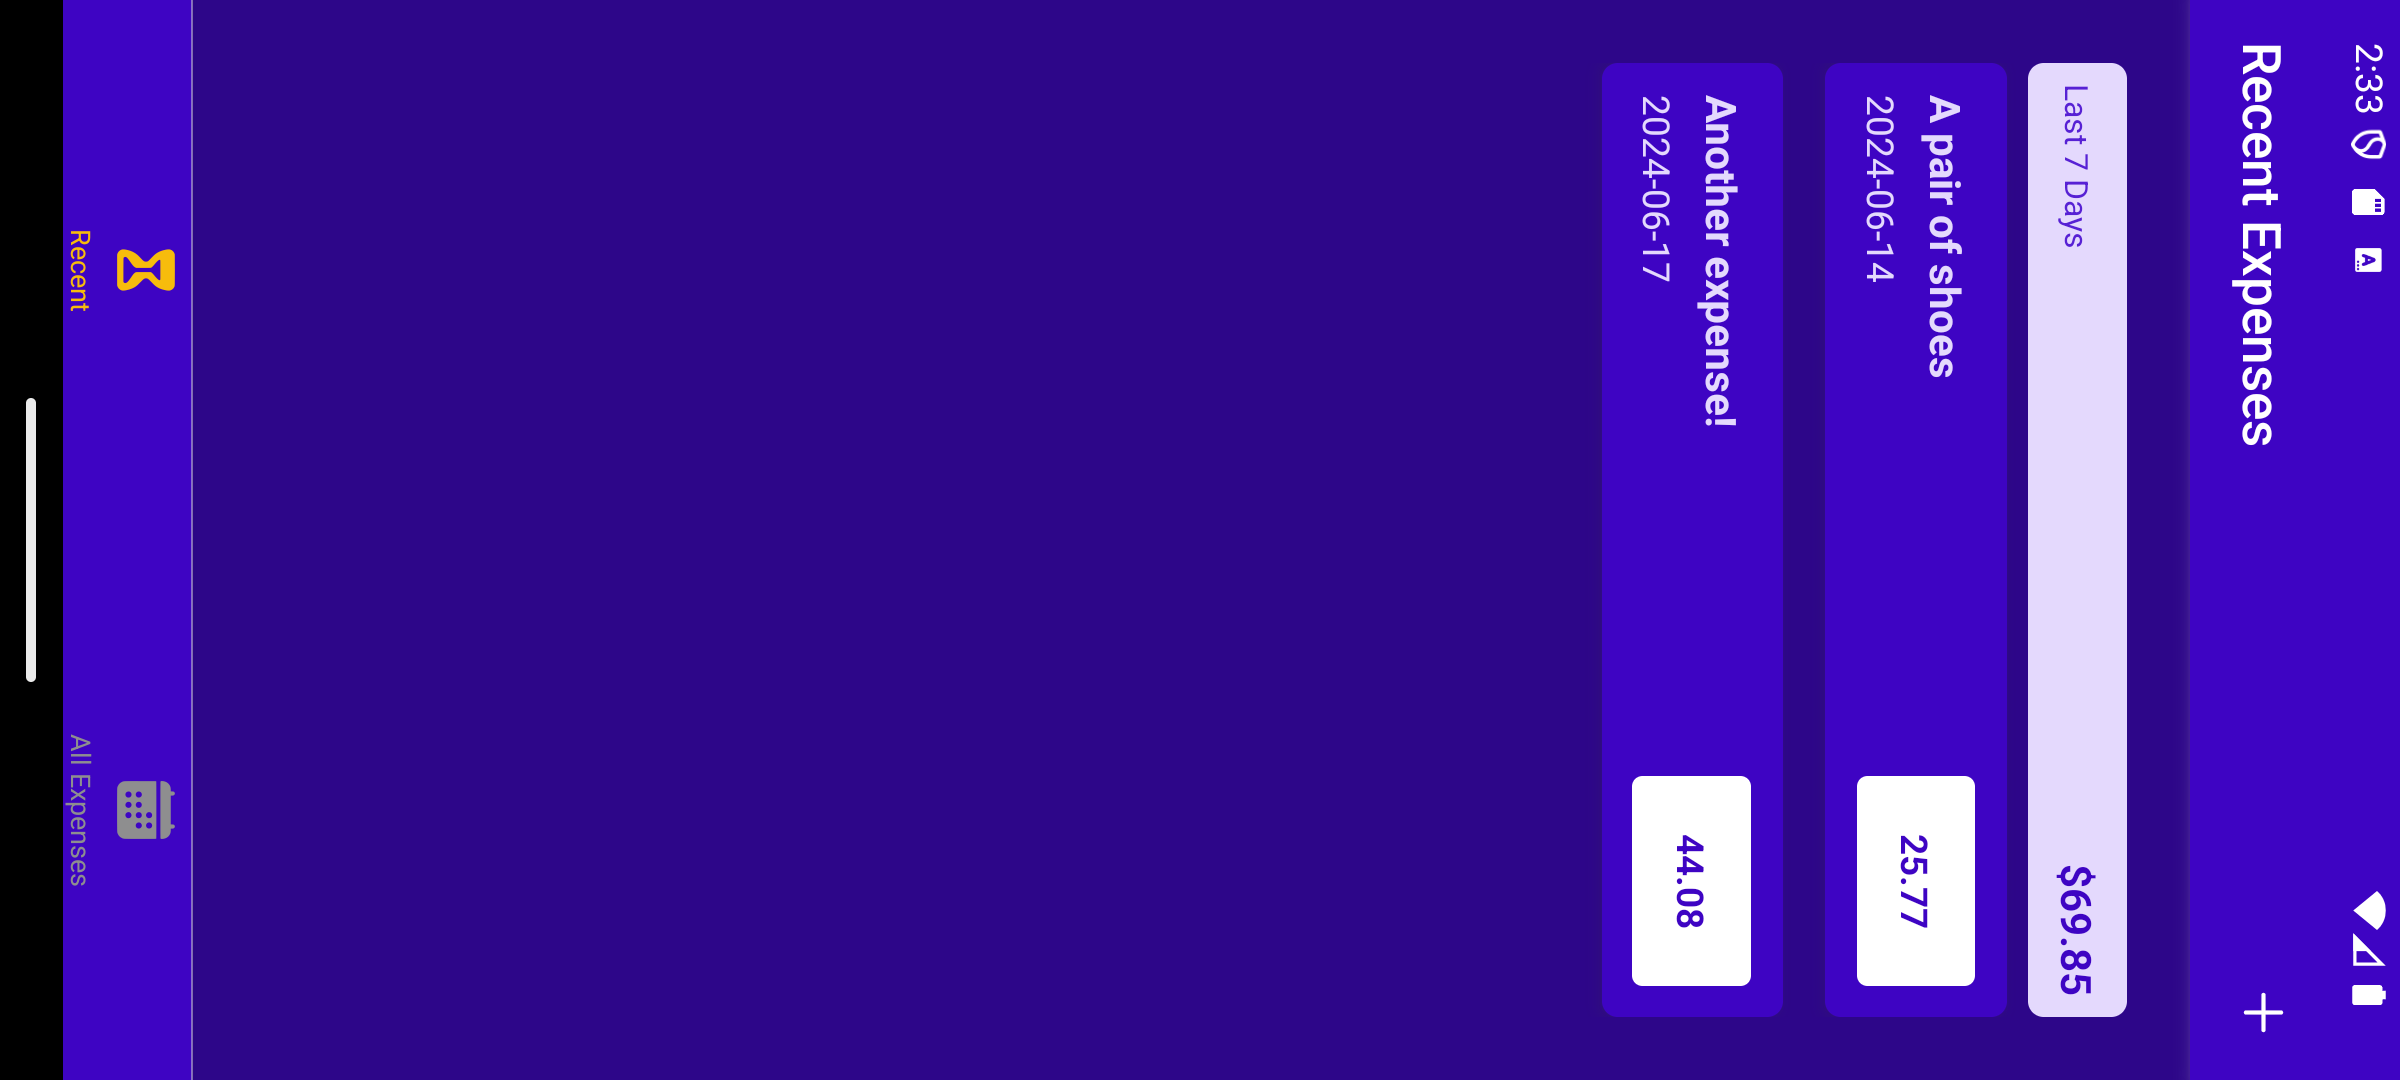 2:33
Recent Expenses
Last 7 Days $69.85
A pair of shoes
2024-06-14
25.77
Another expense!
2024-06-17
44.08
Recent
All Expenses